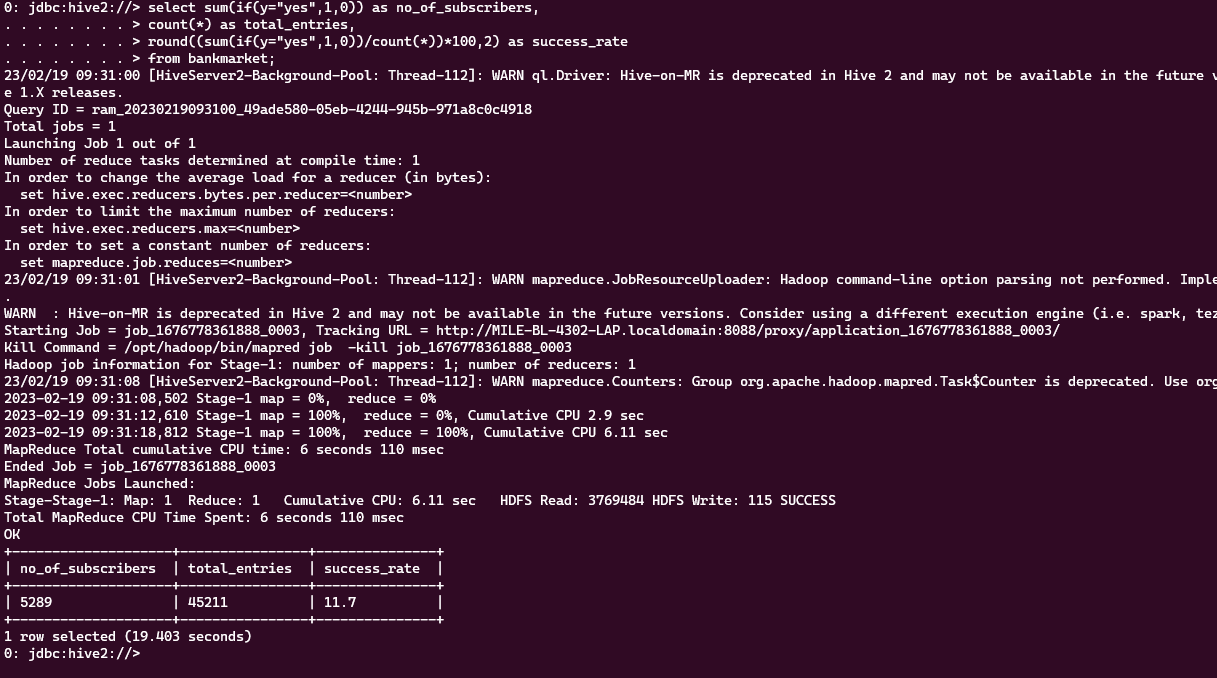 0: jdbc:hive2://> select sum(if(y="yes",1,0)) as no_of_subscribers,
. . . . . . . . > count(*) as total_entries,
. . . . . . . . > round((sum(if(y="yes",1,0))/count(*))*100,2) as success_rate
. . . . . . . . > from bankmarket;
23/02/19 09:31:00 [HiveServer2-Background-Pool: Thread-112]: WARN ql.Driver: Hive-on-MR is deprecated in Hive 2 and may not be available in the future v
e 1.X releases.
Query ID = ram_20230219093100_49ade580-05eb-4244-945b-971a8c0c4918
Total jobs = 1
Launching Job 1 out of 1
Number of reduce tasks determined at compile time: 1
In order to change the average load for a reducer (in bytes):
  set hive.exec.reducers.bytes.per.reducer=<number>
In order to limit the maximum number of reducers:
  set hive.exec.reducers.max=<number>
In order to set a constant number of reducers:
  set mapreduce.job.reduces=<number>
23/02/19 09:31:01 [HiveServer2-Background-Pool: Thread-112]: WARN mapreduce.JobResourceUploader: Hadoop command-line option parsing not performed. Imple
.
WARN  : Hive-on-MR is deprecated in Hive 2 and may not be available in the future versions. Consider using a different execution engine (i.e. spark, tez
Starting Job = job_1676778361888_0003, Tracking URL = http://MILE-BL-4302-LAP.localdomain:8088/proxy/application_1676778361888_0003/
Kill Command = /opt/hadoop/bin/mapred job  -kill job_1676778361888_0003
Hadoop job information for Stage-1: number of mappers: 1; number of reducers: 1
23/02/19 09:31:08 [HiveServer2-Background-Pool: Thread-112]: WARN mapreduce.Counters: Group org.apache.hadoop.mapred.Task$Counter is deprecated. Use org
2023-02-19 09:31:08,502 Stage-1 map = 0%,  reduce = 0%
2023-02-19 09:31:12,610 Stage-1 map = 100%,  reduce = 0%, Cumulative CPU 2.9 sec
2023-02-19 09:31:18,812 Stage-1 map = 100%,  reduce = 100%, Cumulative CPU 6.11 sec
MapReduce Total cumulative CPU time: 6 seconds 110 msec
Ended Job = job_1676778361888_0003
MapReduce Jobs Launched:
Stage-Stage-1: Map: 1  Reduce: 1   Cumulative CPU: 6.11 sec   HDFS Read: 3769484 HDFS Write: 115 SUCCESS
Total MapReduce CPU Time Spent: 6 seconds 110 msec
OK
+--------------------+----------------+---------------+
| no_of_subscribers  | total_entries  | success_rate  |
+--------------------+----------------+---------------+
| 5289               | 45211          | 11.7          |
+--------------------+----------------+---------------+
1 row selected (19.403 seconds)
0: jdbc:hive2://>